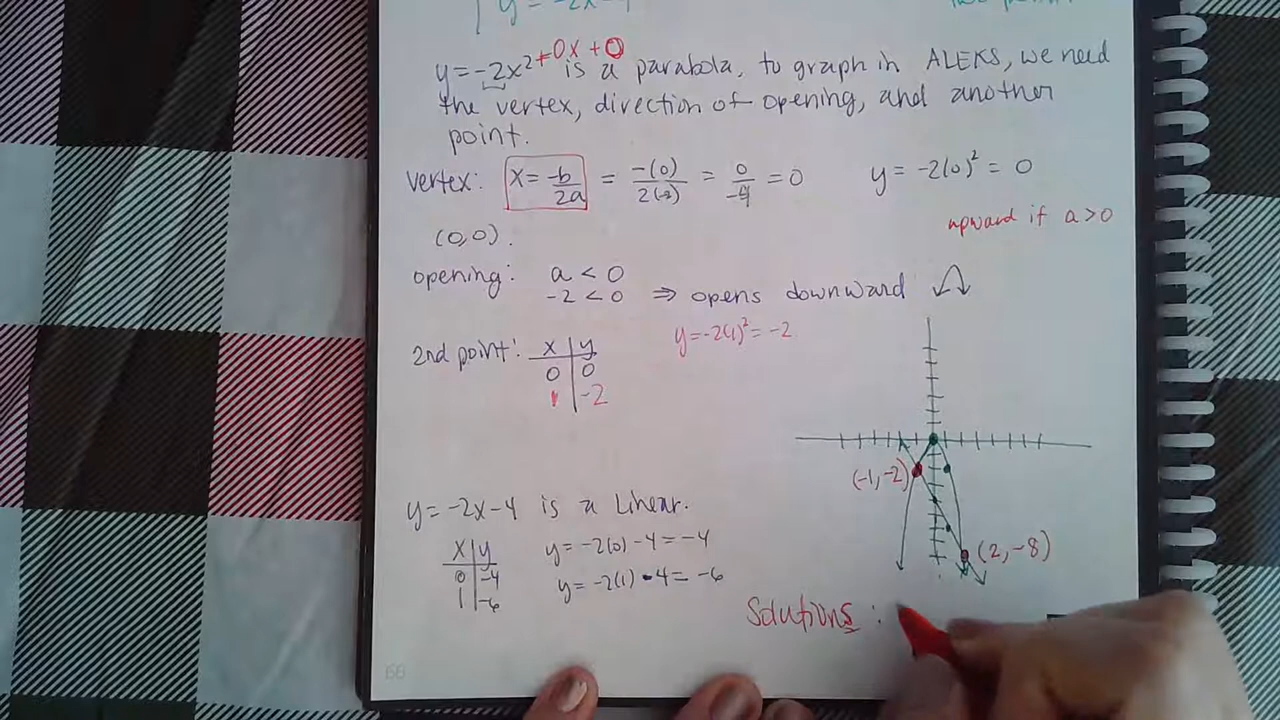 y = -2x - 4
y = -2x² + 0x + 0 is a parabola, to graph in ALEKS, we need
the vertex, direction of opening, and another
point.
vertex: x = -b/2a = -(0)/2(-2) = 0/-4 = 0 y = -2(0)² = 0
upward if a > 0
(0,0).
opening: a < 0
-2 < 0 ⇒ opens downward
y = -2(1)² = -2
2nd point: x | y
0 | 0
1 | -2
(-1, -2)
y = -2x - 4 is a Linear.
x | y y = -2(0) - 4 = -4
0 | -4 y = -2(1) - 4 = -6
1 | -6
(2, -8)
Solutions: